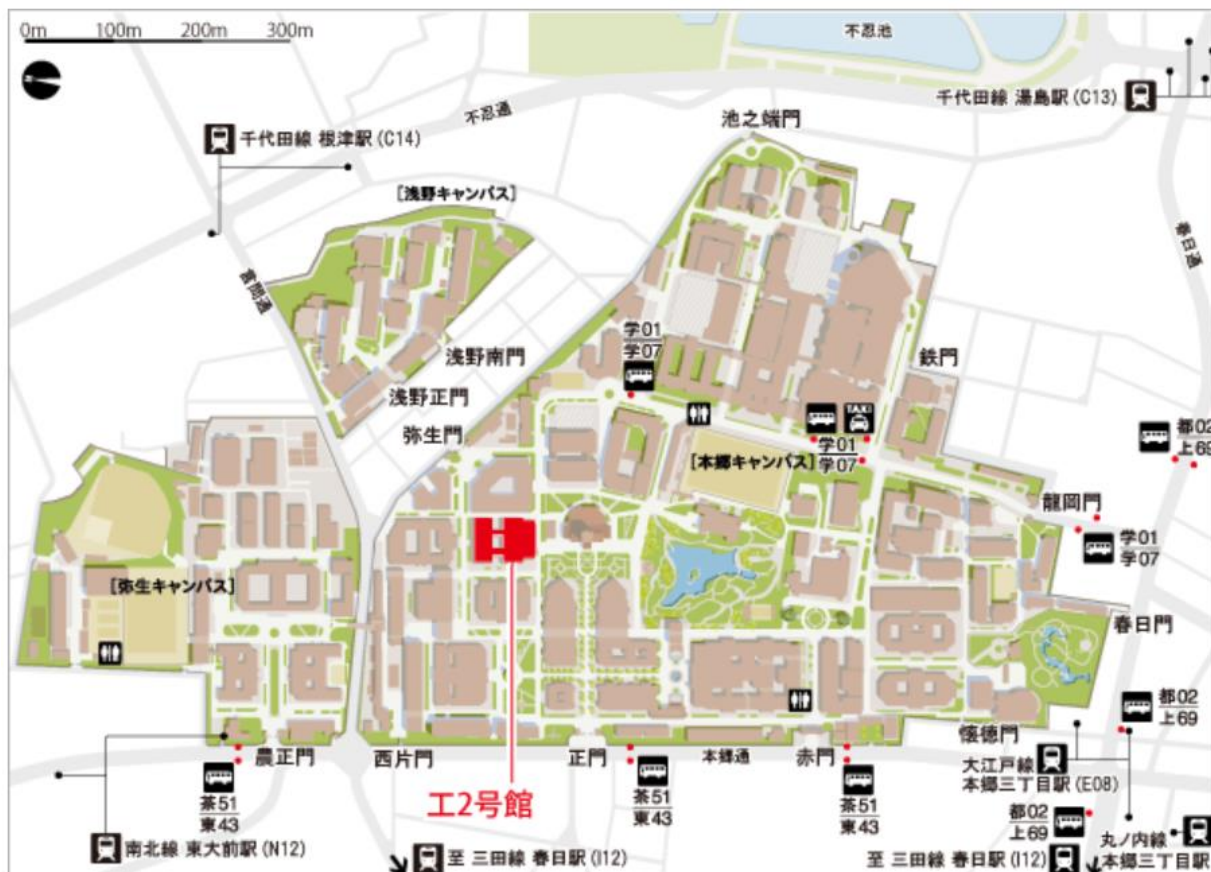 0m 100m 200m 300m
不忍池
千代田線 湯島駅 (C13)
不忍通
池之端門
千代田線 根津駅 (C14)
[浅野キャンパス]
春日通
言問通
学01
学07
浅野南門
鉄門
浅野正門
弥生門
TAXI
都02
上69
学01
学07
[本郷キャンパス]
龍岡門
学01
学07
[弥生キャンパス]
春日門
都02
上69
懐徳門
農正門
西片門
正門
本郷通
赤門
大江戸線
本郷三丁目駅 (E08)
茶51
東43
工2号館
茶51
東43
茶51
東43
都02
上69
丸ノ内線
本郷三丁目駅
南北線 東大前駅 (N12)
至 三田線 春日駅 (I12)
至 三田線 春日駅 (I12)